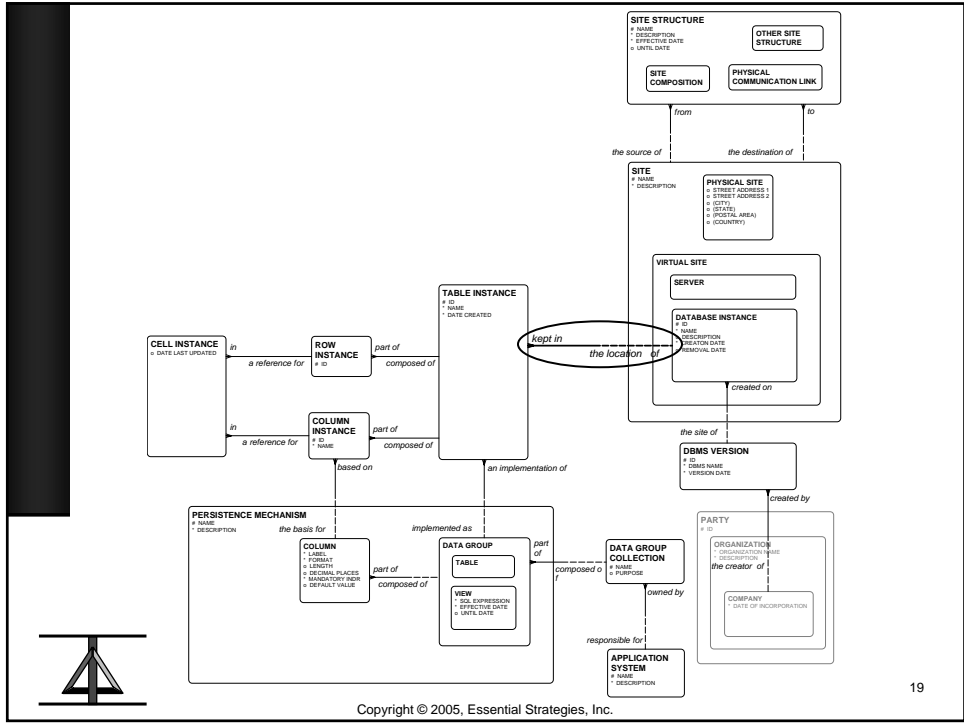 SITE STRUCTURE
# NAME
* DESCRIPTION
* EFFECTIVE DATE
o UNTIL DATE
OTHER SITE
STRUCTURE
SITE
COMPOSITION
PHYSICAL
COMMUNICATION LINK
from
to
the source of
the destination of
SITE
# NAME
* DESCRIPTION
PHYSICAL SITE
o STREET ADDRESS 1
o STREET ADDRESS 2
o (CITY)
o (STATE)
o (POSTAL AREA)
o (COUNTRY)
VIRTUAL SITE
SERVER
DATABASE INSTANCE
# ID
* NAME
* DESCRIPTION
* CREATON DATE
REMOVAL DATE
created on
TABLE INSTANCE
# ID
* NAME
* DATE CREATED
kept in
the location of
CELL INSTANCE
o DATE LAST UPDATED
in
a reference for
ROW
INSTANCE
# ID
part of
composed of
in
a reference for
COLUMN
INSTANCE
# ID
* NAME
part of
composed of
based on
an implementation of
the site of
DBMS VERSION
# ID
* DBMS NAME
* VERSION DATE
created by
PERSISTENCE MECHANISM
# NAME
* DESCRIPTION
the basis for
implemented as
COLUMN
* LABEL
* FORMAT
o LENGTH
o DECIMAL PLACES
* MANDATORY INDR
o DEFAULT VALUE
part of
composed of
DATA GROUP
TABLE
VIEW
* SQL EXPRESSION
* EFFECTIVE DATE
o UNTIL DATE
part
of
composed o
f
DATA GROUP
COLLECTION
# NAME
o PURPOSE
owned by
responsible for
APPLICATION
SYSTEM
# NAME
* DESCRIPTION
PARTY
# ID
ORGANIZATION
* ORGANIZATION NAME
* DESCRIPTION
the creator of
COMPANY
* DATE OF INCORPORATION
19
Copyright © 2005, Essential Strategies, Inc.